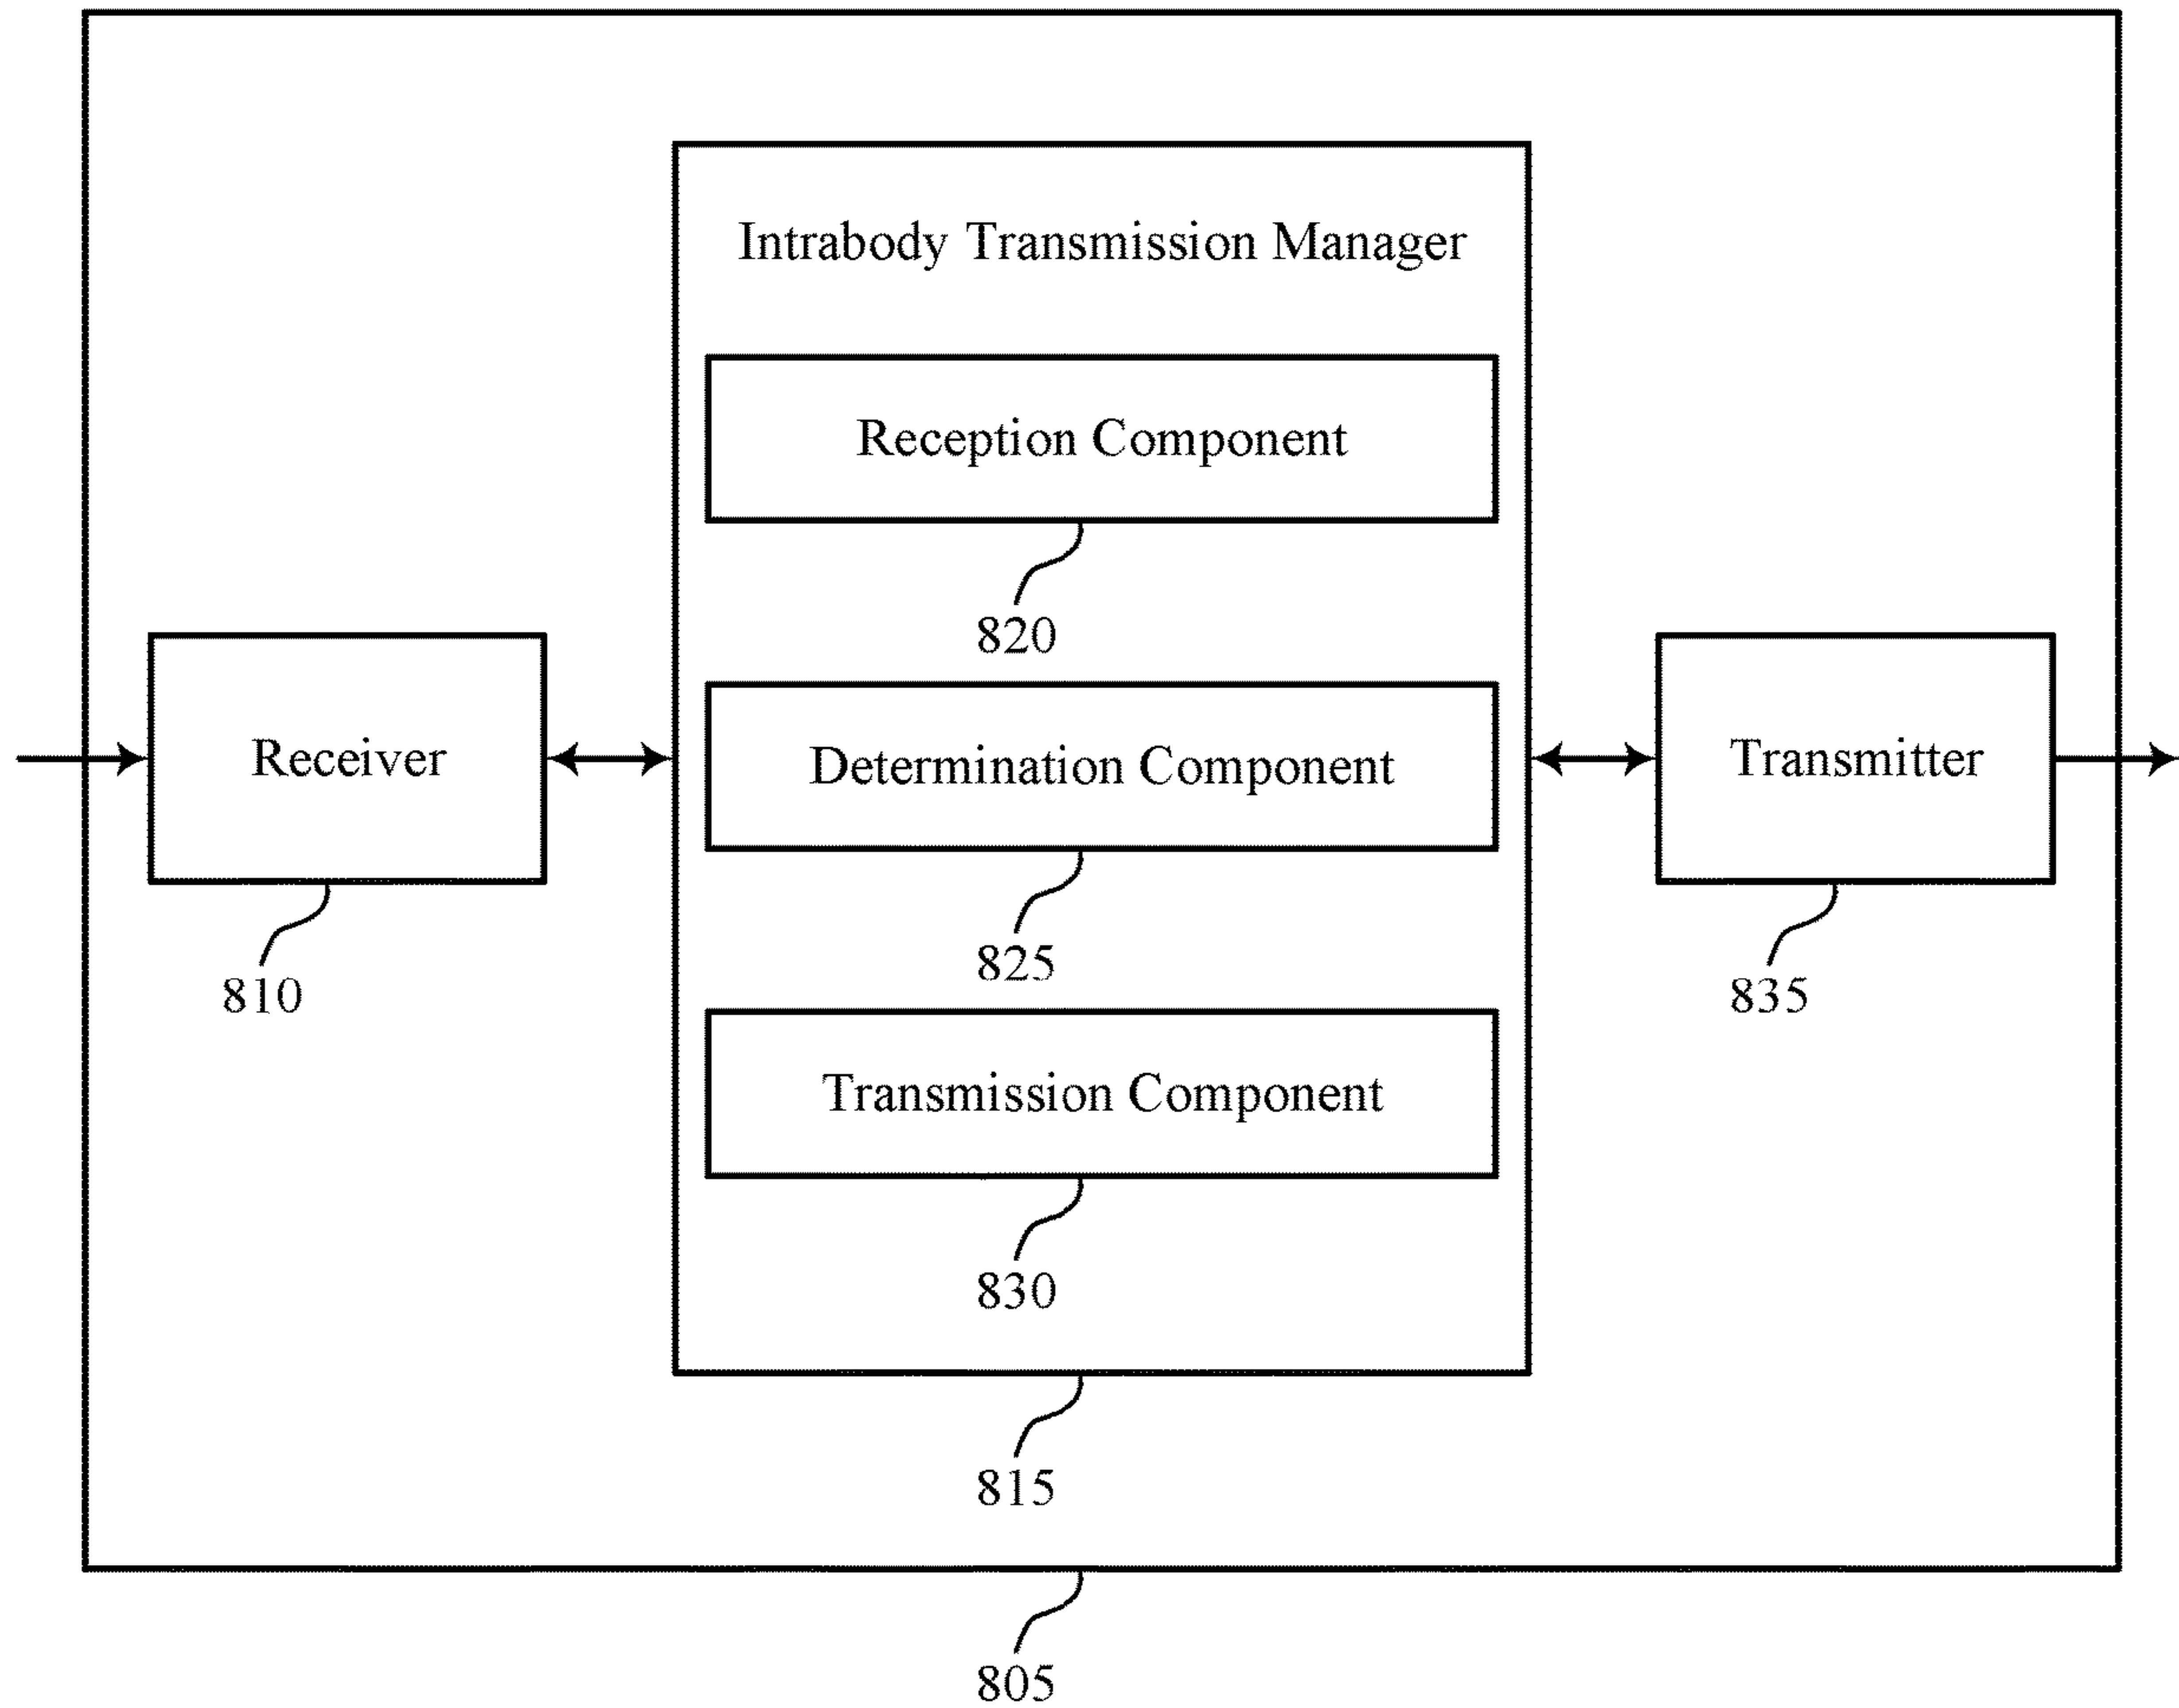 Intrabody Transmission Manager
Reception Component
820
Receiver
810
Determination Component
825
Transmitter
835
Transmission Component
830
815
805